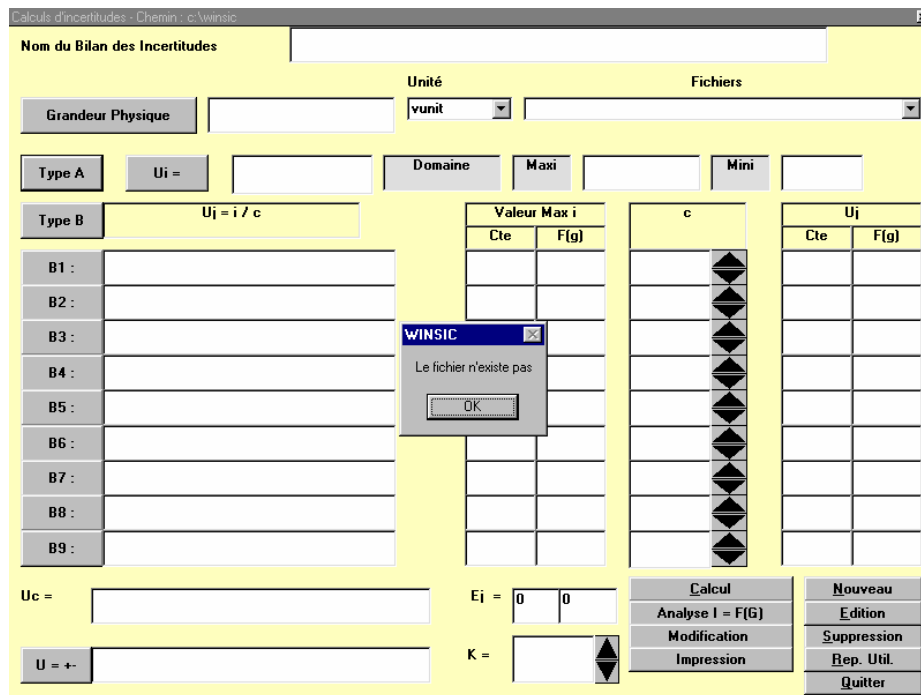 Calculs d'incertitudes - Chemin : c:\winsic
Nom du Bilan des Incertitudes
Unité Fichiers
Grandeur Physique vunit
Type A Ui = Domaine Maxi Mini
Type B Uj = i / c Valeur Max i c Uj
Cte F(g) Cte F(g)
B1 :
B2 :
B3 :
B4 :
B5 :
B6 :
B7 :
B8 :
B9 :
WINSIC
Le fichier n'existe pas
OK
Uc = Ej = 0 0
U = +- K =
Calcul
Analyse I = F(G)
Modification
Impression
Nouveau
Edition
Suppression
Rep. Util.
Quitter